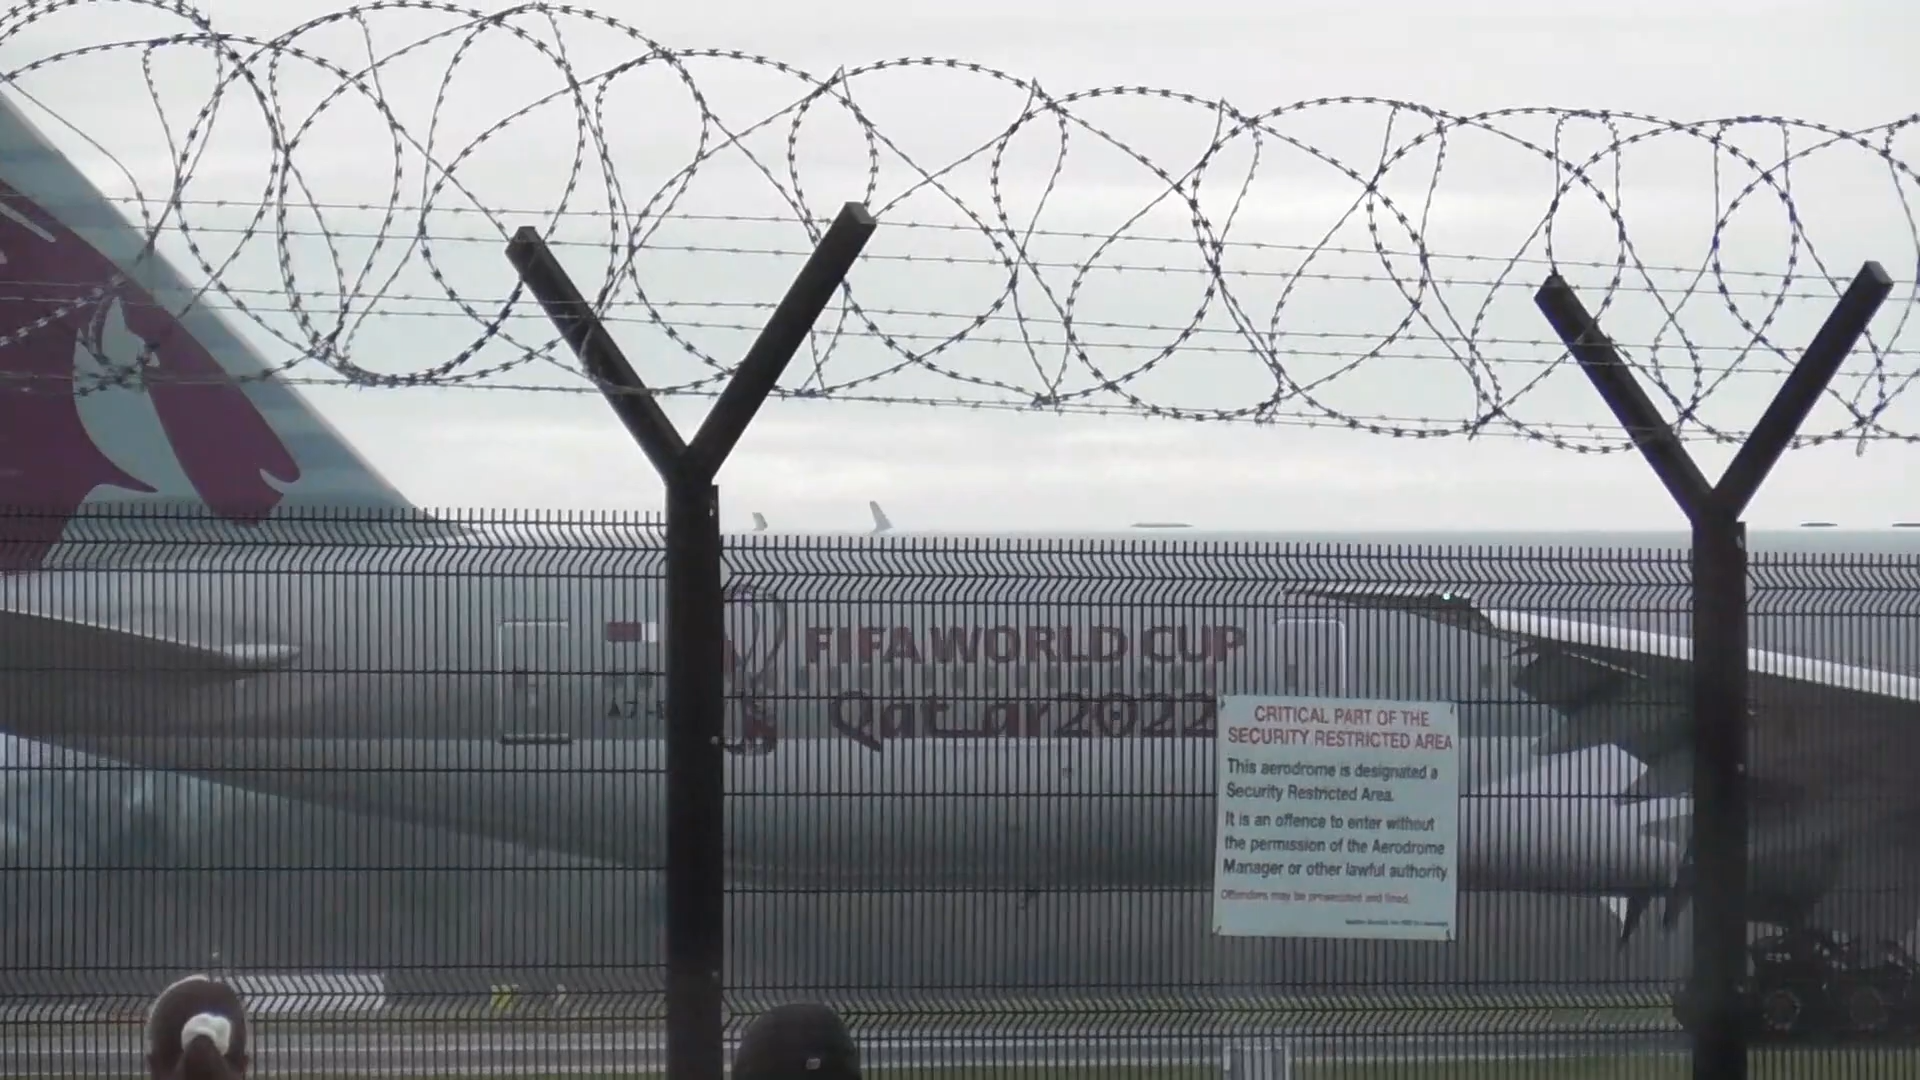 FIFA WORLD CUP
Qatar2022
A7-
CRITICAL PART OF THE
SECURITY RESTRICTED AREA
This aerodrome is designated a
Security Restricted Area.
It is an offence to enter without
the permission of the Aerodrome
Manager or other lawful authority
Offenders may be prosecuted and fined.